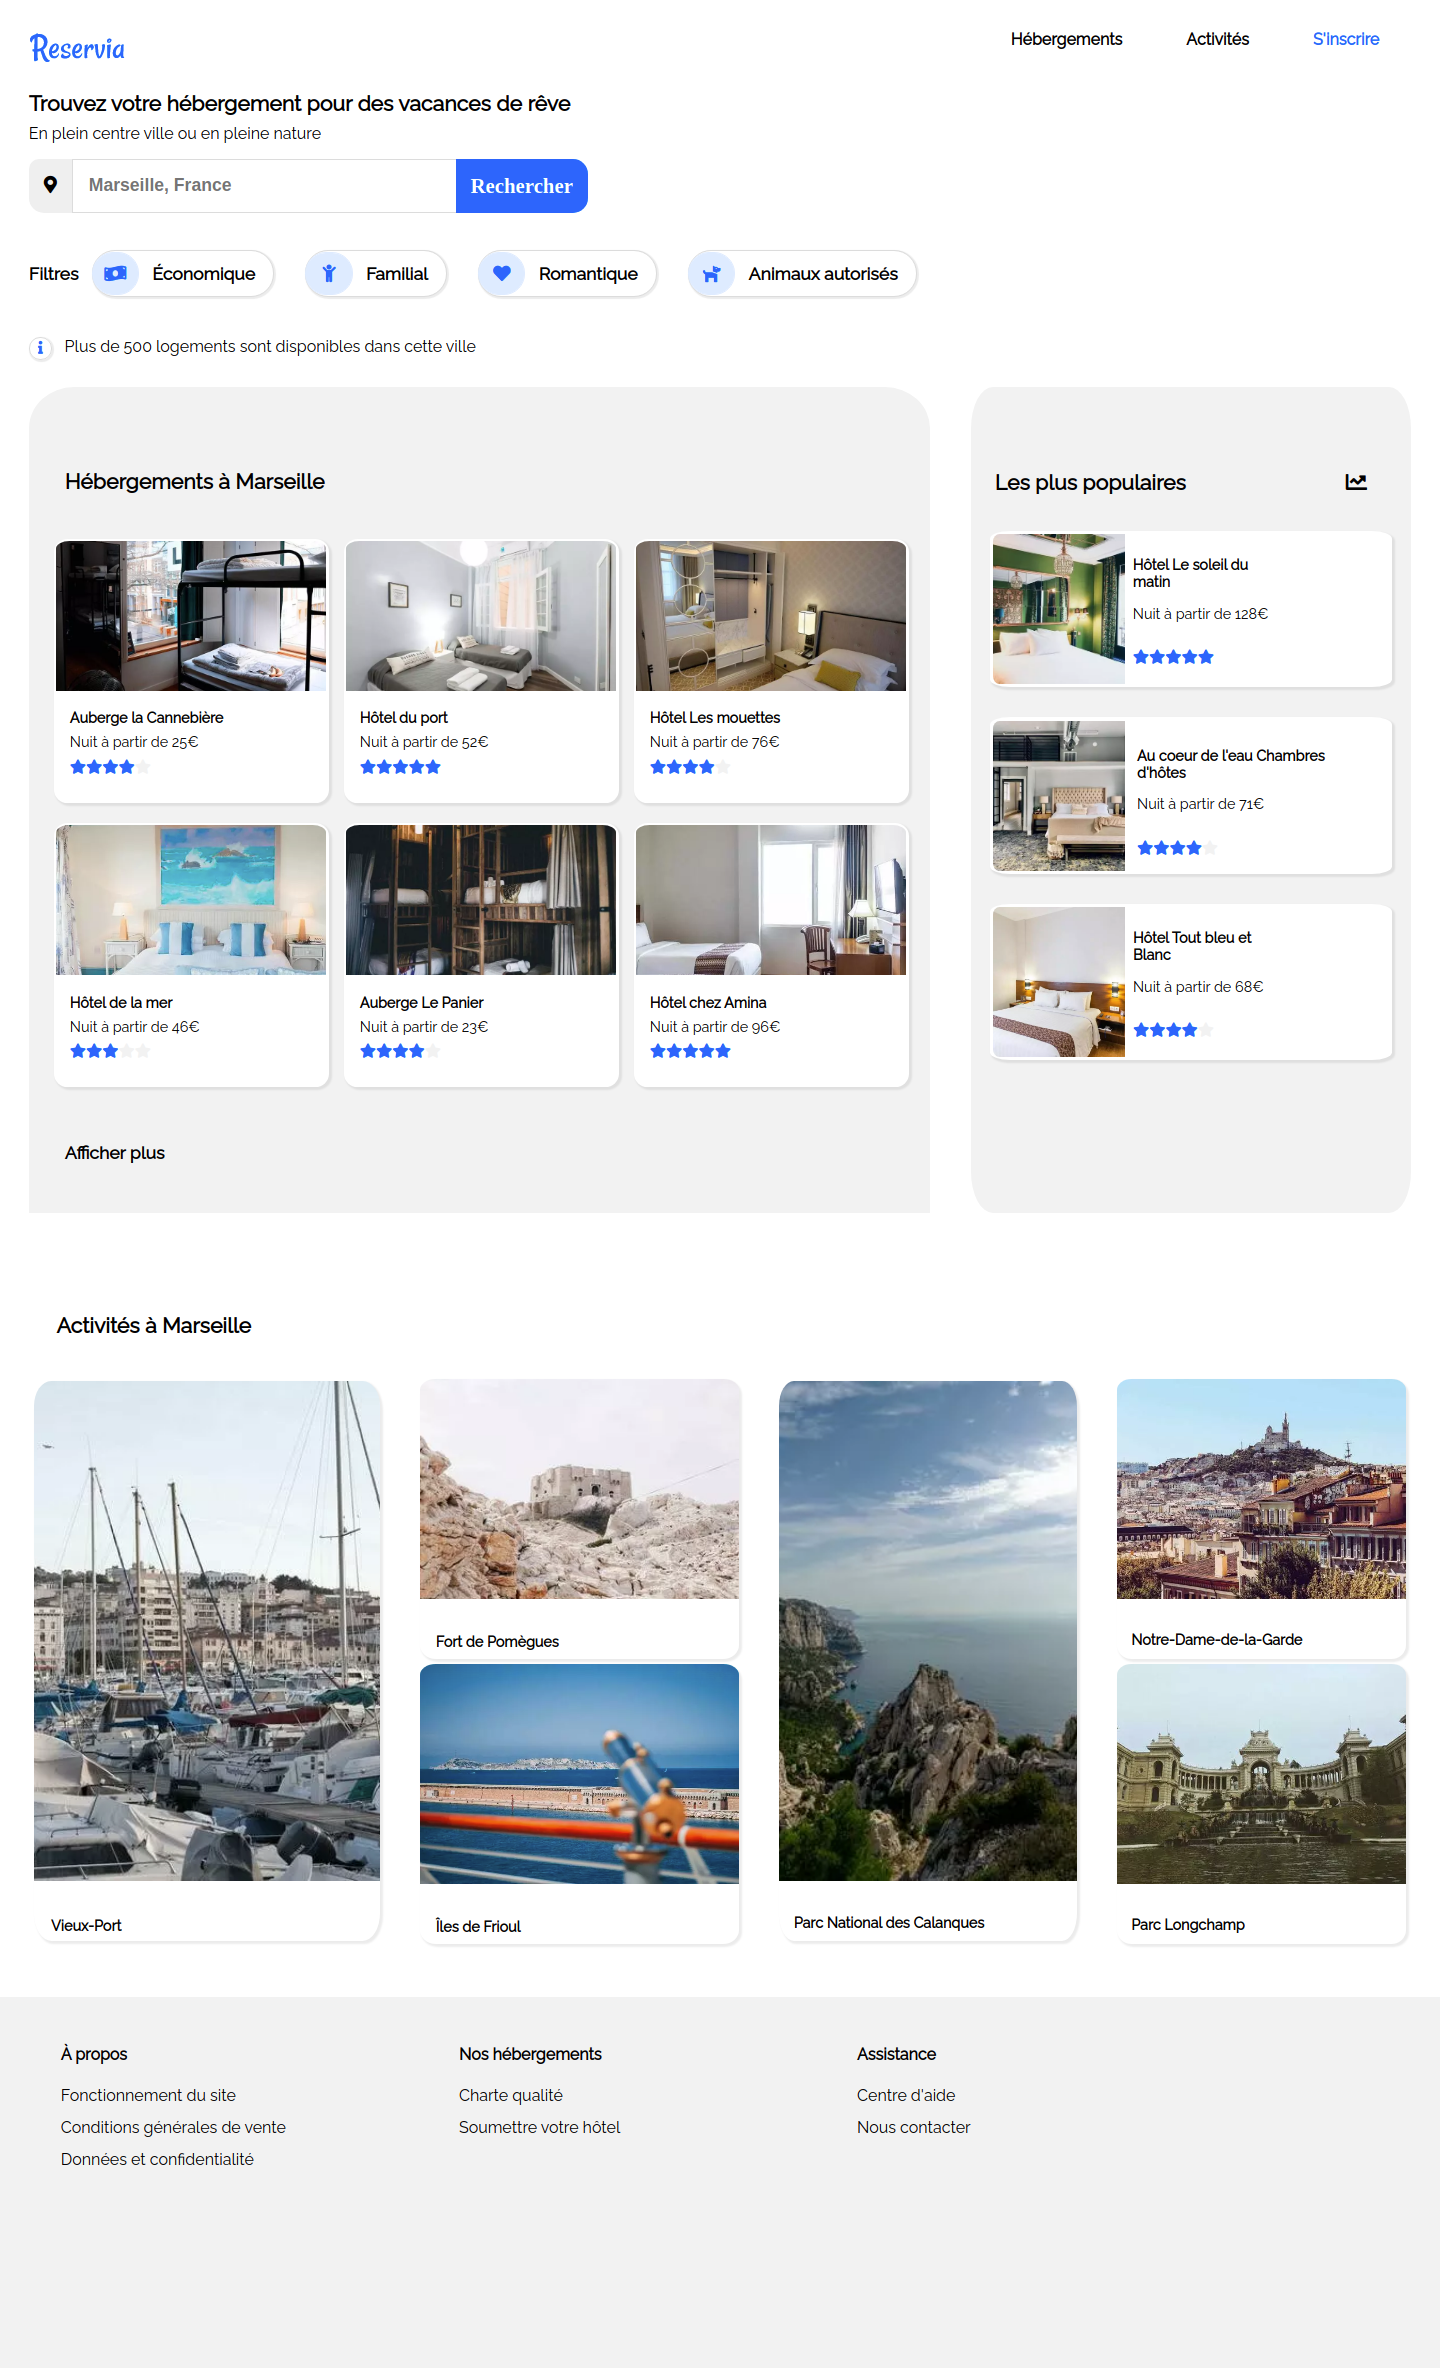 Reservia
Hébergements
Activités
S'inscrire
Trouvez votre hébergement pour des vacances de rêve
En plein centre ville ou en pleine nature
Marseille, France
Rechercher
Filtres
Économique
Familial
Romantique
Animaux autorisés
Plus de 500 logements sont disponibles dans cette ville
Hébergements à Marseille
Auberge la Cannebière
Nuit à partir de 25€
Hôtel du port
Nuit à partir de 52€
Hôtel Les mouettes
Nuit à partir de 76€
Hôtel de la mer
Nuit à partir de 46€
Auberge Le Panier
Nuit à partir de 23€
Hôtel chez Amina
Nuit à partir de 96€
Afficher plus
Les plus populaires
Hôtel Le soleil du
matin
Nuit à partir de 128€
Au coeur de l'eau Chambres
d'hôtes
Nuit à partir de 71€
Hôtel Tout bleu et
Blanc
Nuit à partir de 68€
Activités à Marseille
Vieux-Port
Fort de Pomègues
Îles de Frioul
Parc National des Calanques
Notre-Dame-de-la-Garde
Parc Longchamp
À propos
Fonctionnement du site
Conditions générales de vente
Données et confidentialité
Nos hébergements
Charte qualité
Soumettre votre hôtel
Assistance
Centre d'aide
Nous contacter